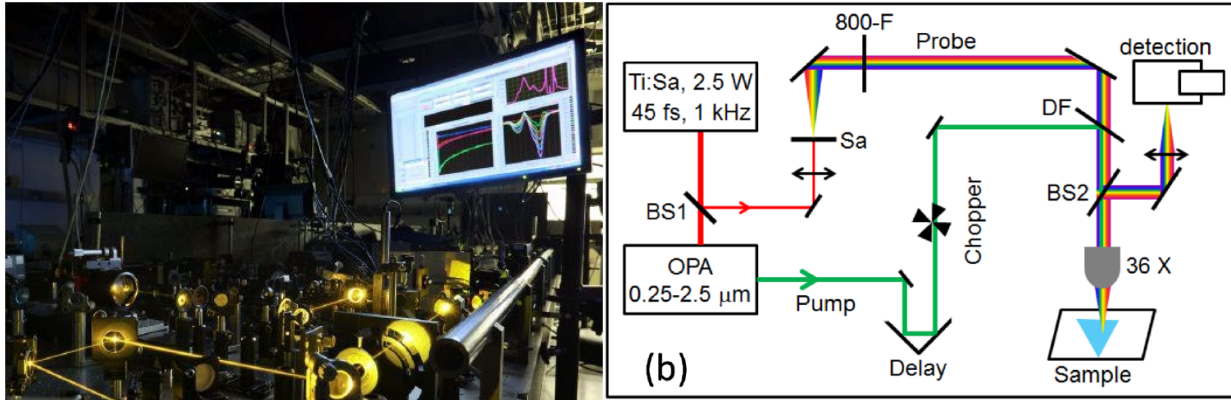 800-F
Probe
detection
Ti:Sa, 2.5 W
45 fs, 1 kHz
DF
Sa
BS1
BS2
Chopper
OPA
0.25-2.5 μm
36 X
Pump
(b)
Delay
Sample